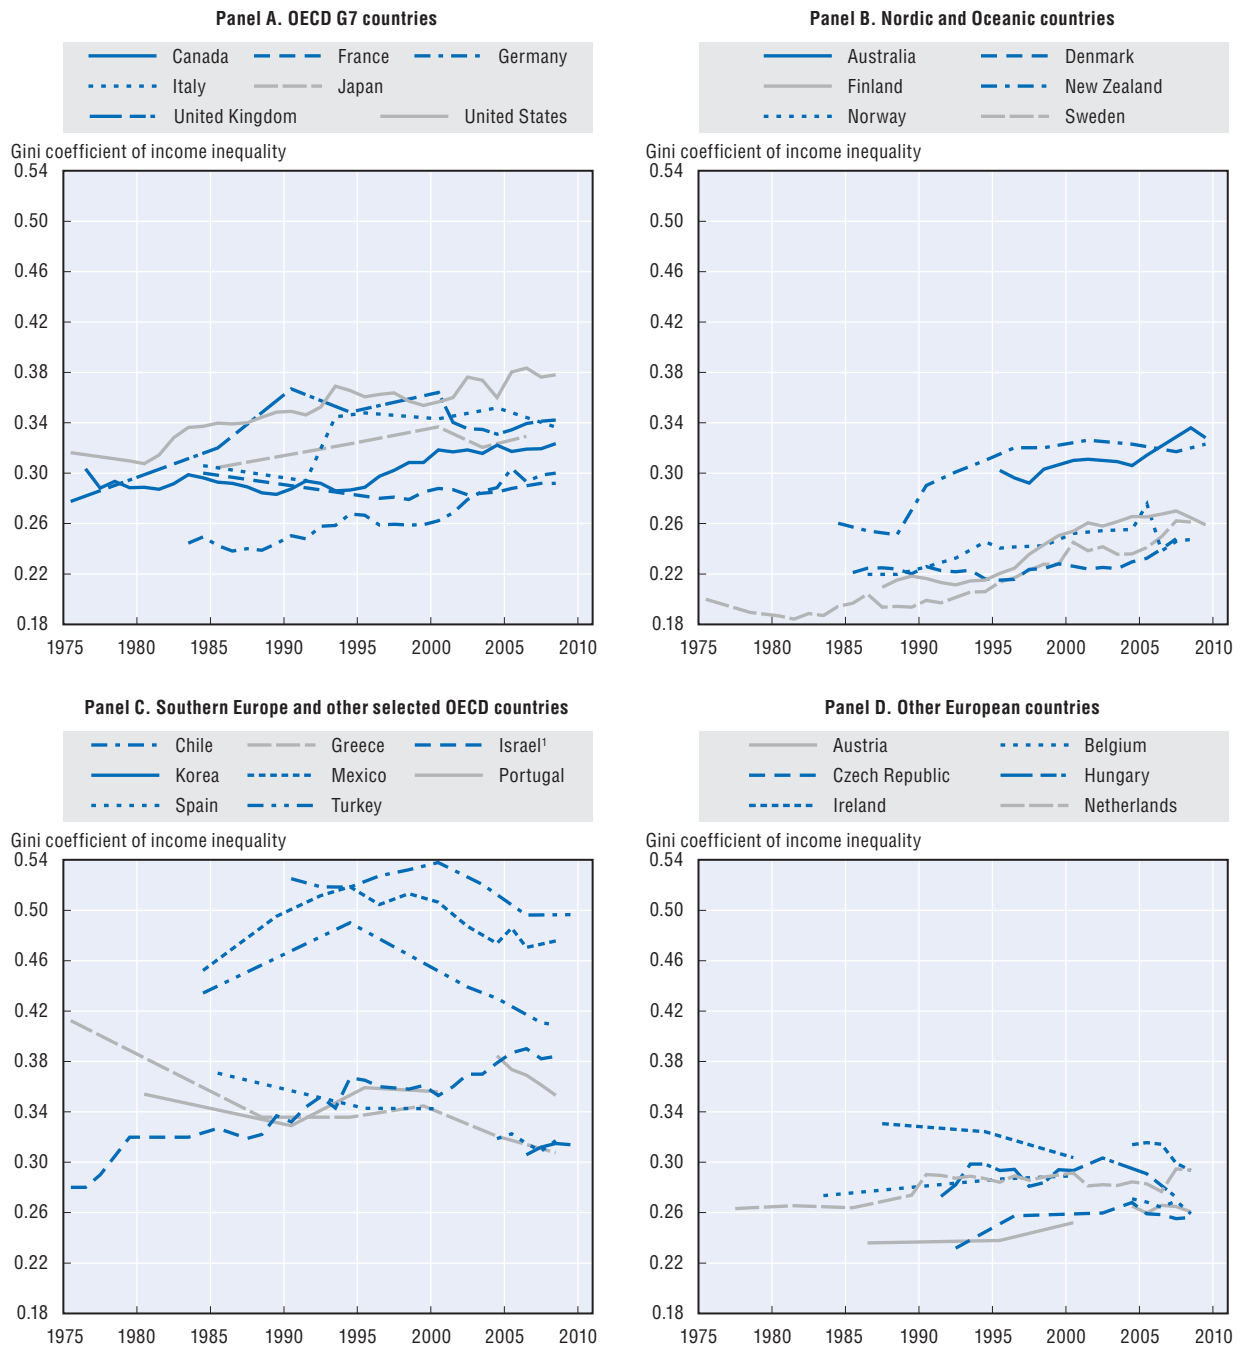 Panel A. OECD G7 countries
Canada France Germany
Italy Japan
United Kingdom United States
Gini coefficient of income inequality
0.54
0.50
0.46
0.42
0.38
0.34
0.30
0.26
0.22
0.18
1975 1980 1985 1990 1995 2000 2005 2010
Panel B. Nordic and Oceanic countries
Australia Denmark
Finland New Zealand
Norway Sweden
Gini coefficient of income inequality
0.54
0.50
0.46
0.42
0.38
0.34
0.30
0.26
0.22
0.18
1975 1980 1985 1990 1995 2000 2005 2010
Panel C. Southern Europe and other selected OECD countries
Chile Greece Israel¹
Korea Mexico Portugal
Spain Turkey
Gini coefficient of income inequality
0.54
0.50
0.46
0.42
0.38
0.34
0.30
0.26
0.22
0.18
1975 1980 1985 1990 1995 2000 2005 2010
Panel D. Other European countries
Austria Belgium
Czech Republic Hungary
Ireland Netherlands
Gini coefficient of income inequality
0.54
0.50
0.46
0.42
0.38
0.34
0.30
0.26
0.22
0.18
1975 1980 1985 1990 1995 2000 2005 2010